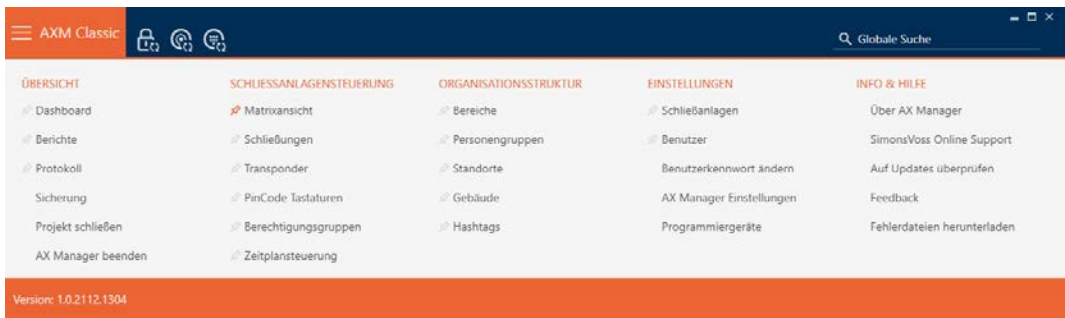 AXM Classic
Globale Suche
ÜBERSICHT
Dashboard
Berichte
Protokoll
Sicherung
Projekt schließen
AX Manager beenden
SCHLIESSANLAGENSTEUERUNG
Matrixansicht
Schließungen
Transponder
PinCode Tastaturen
Berechtigungsgruppen
Zeitplansteuerung
ORGANISATIONSSTRUKTUR
Bereiche
Personengruppen
Standorte
Gebäude
Hashtags
EINSTELLUNGEN
Schließanlagen
Benutzer
Benutzerkennwort ändern
AX Manager Einstellungen
Programmiergeräte
INFO & HILFE
Über AX Manager
SimonsVoss Online Support
Auf Updates überprüfen
Feedback
Fehlerdateien herunterladen
Version: 1.0.2112.1304